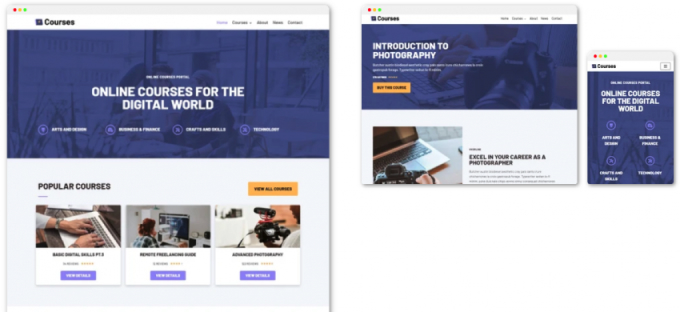 Courses
Home Courses About News Contact
ONLINE COURSES PORTAL
ONLINE COURSES FOR THE
DIGITAL WORLD
ARTS AND DESIGN
BUSINESS & FINANCE
CRAFTS AND SKILLS
TECHNOLOGY
POPULAR COURSES
VIEW ALL COURSES
BASIC DIGITAL SKILLS PT.II
VIEW DETAILS
REMOTE FREELANCING GUIDE
VIEW DETAILS
ADVANCED PHOTOGRAPHY
VIEW DETAILS
Courses
Home Courses About News Contact
INTRODUCTION TO
PHOTOGRAPHY
BUY THIS COURSE
EXCEL IN YOUR CAREER AS A
PHOTOGRAPHER
Courses
ONLINE COURSES PORTAL
ONLINE COURSES
FOR THE DIGITAL
WORLD
ARTS AND
DESIGN
BUSINESS &
FINANCE
CRAFTS AND
SKILLS
TECHNOLOGY